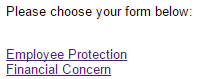 Please choose your form below:
Employee Protection
Financial Concern